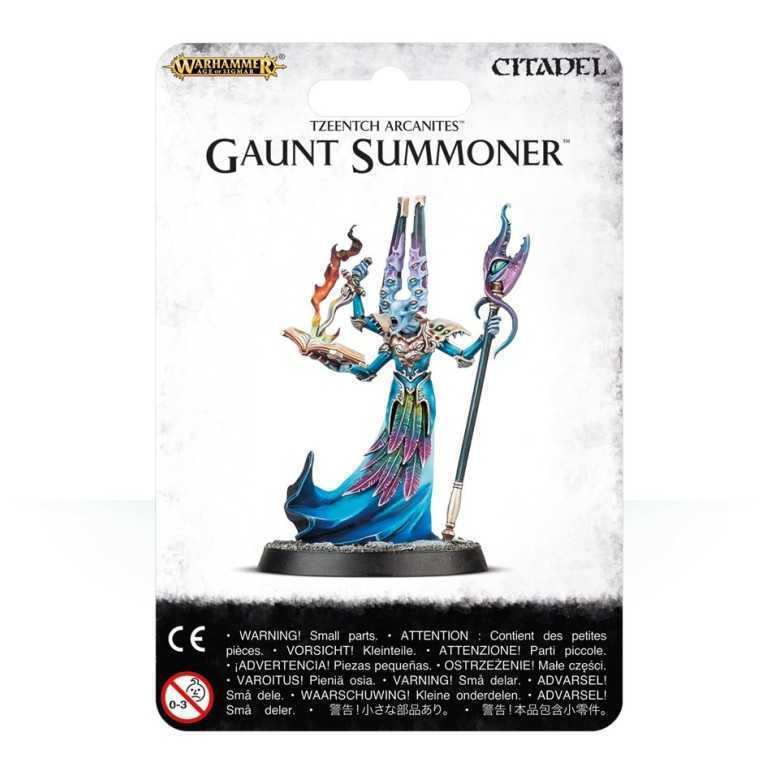 WARHAMMER®
AGE OF SIGMAR
CITADEL
TZEENTCH ARCANITES™
GAUNT SUMMONER™
CE
0-3
• WARNING! Small parts. • ATTENTION : Contient des petites
pièces. • VORSICHT! Kleinteile. • ATTENZIONE! Parti piccole.
• ¡ADVERTENCIA! Piezas pequeñas. • OSTRZEŻENIE! Małe części.
• VAROITUS! Pieniä osia. • VARNING! Små delar. • ADVARSEL!
Små dele. • WAARSCHUWING! Kleine onderdelen. • ADVARSEL!
Små deler. • 警告!小さな部品あり。 • 警告!本品包含小零件。